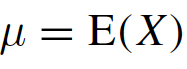 μ = E(X)